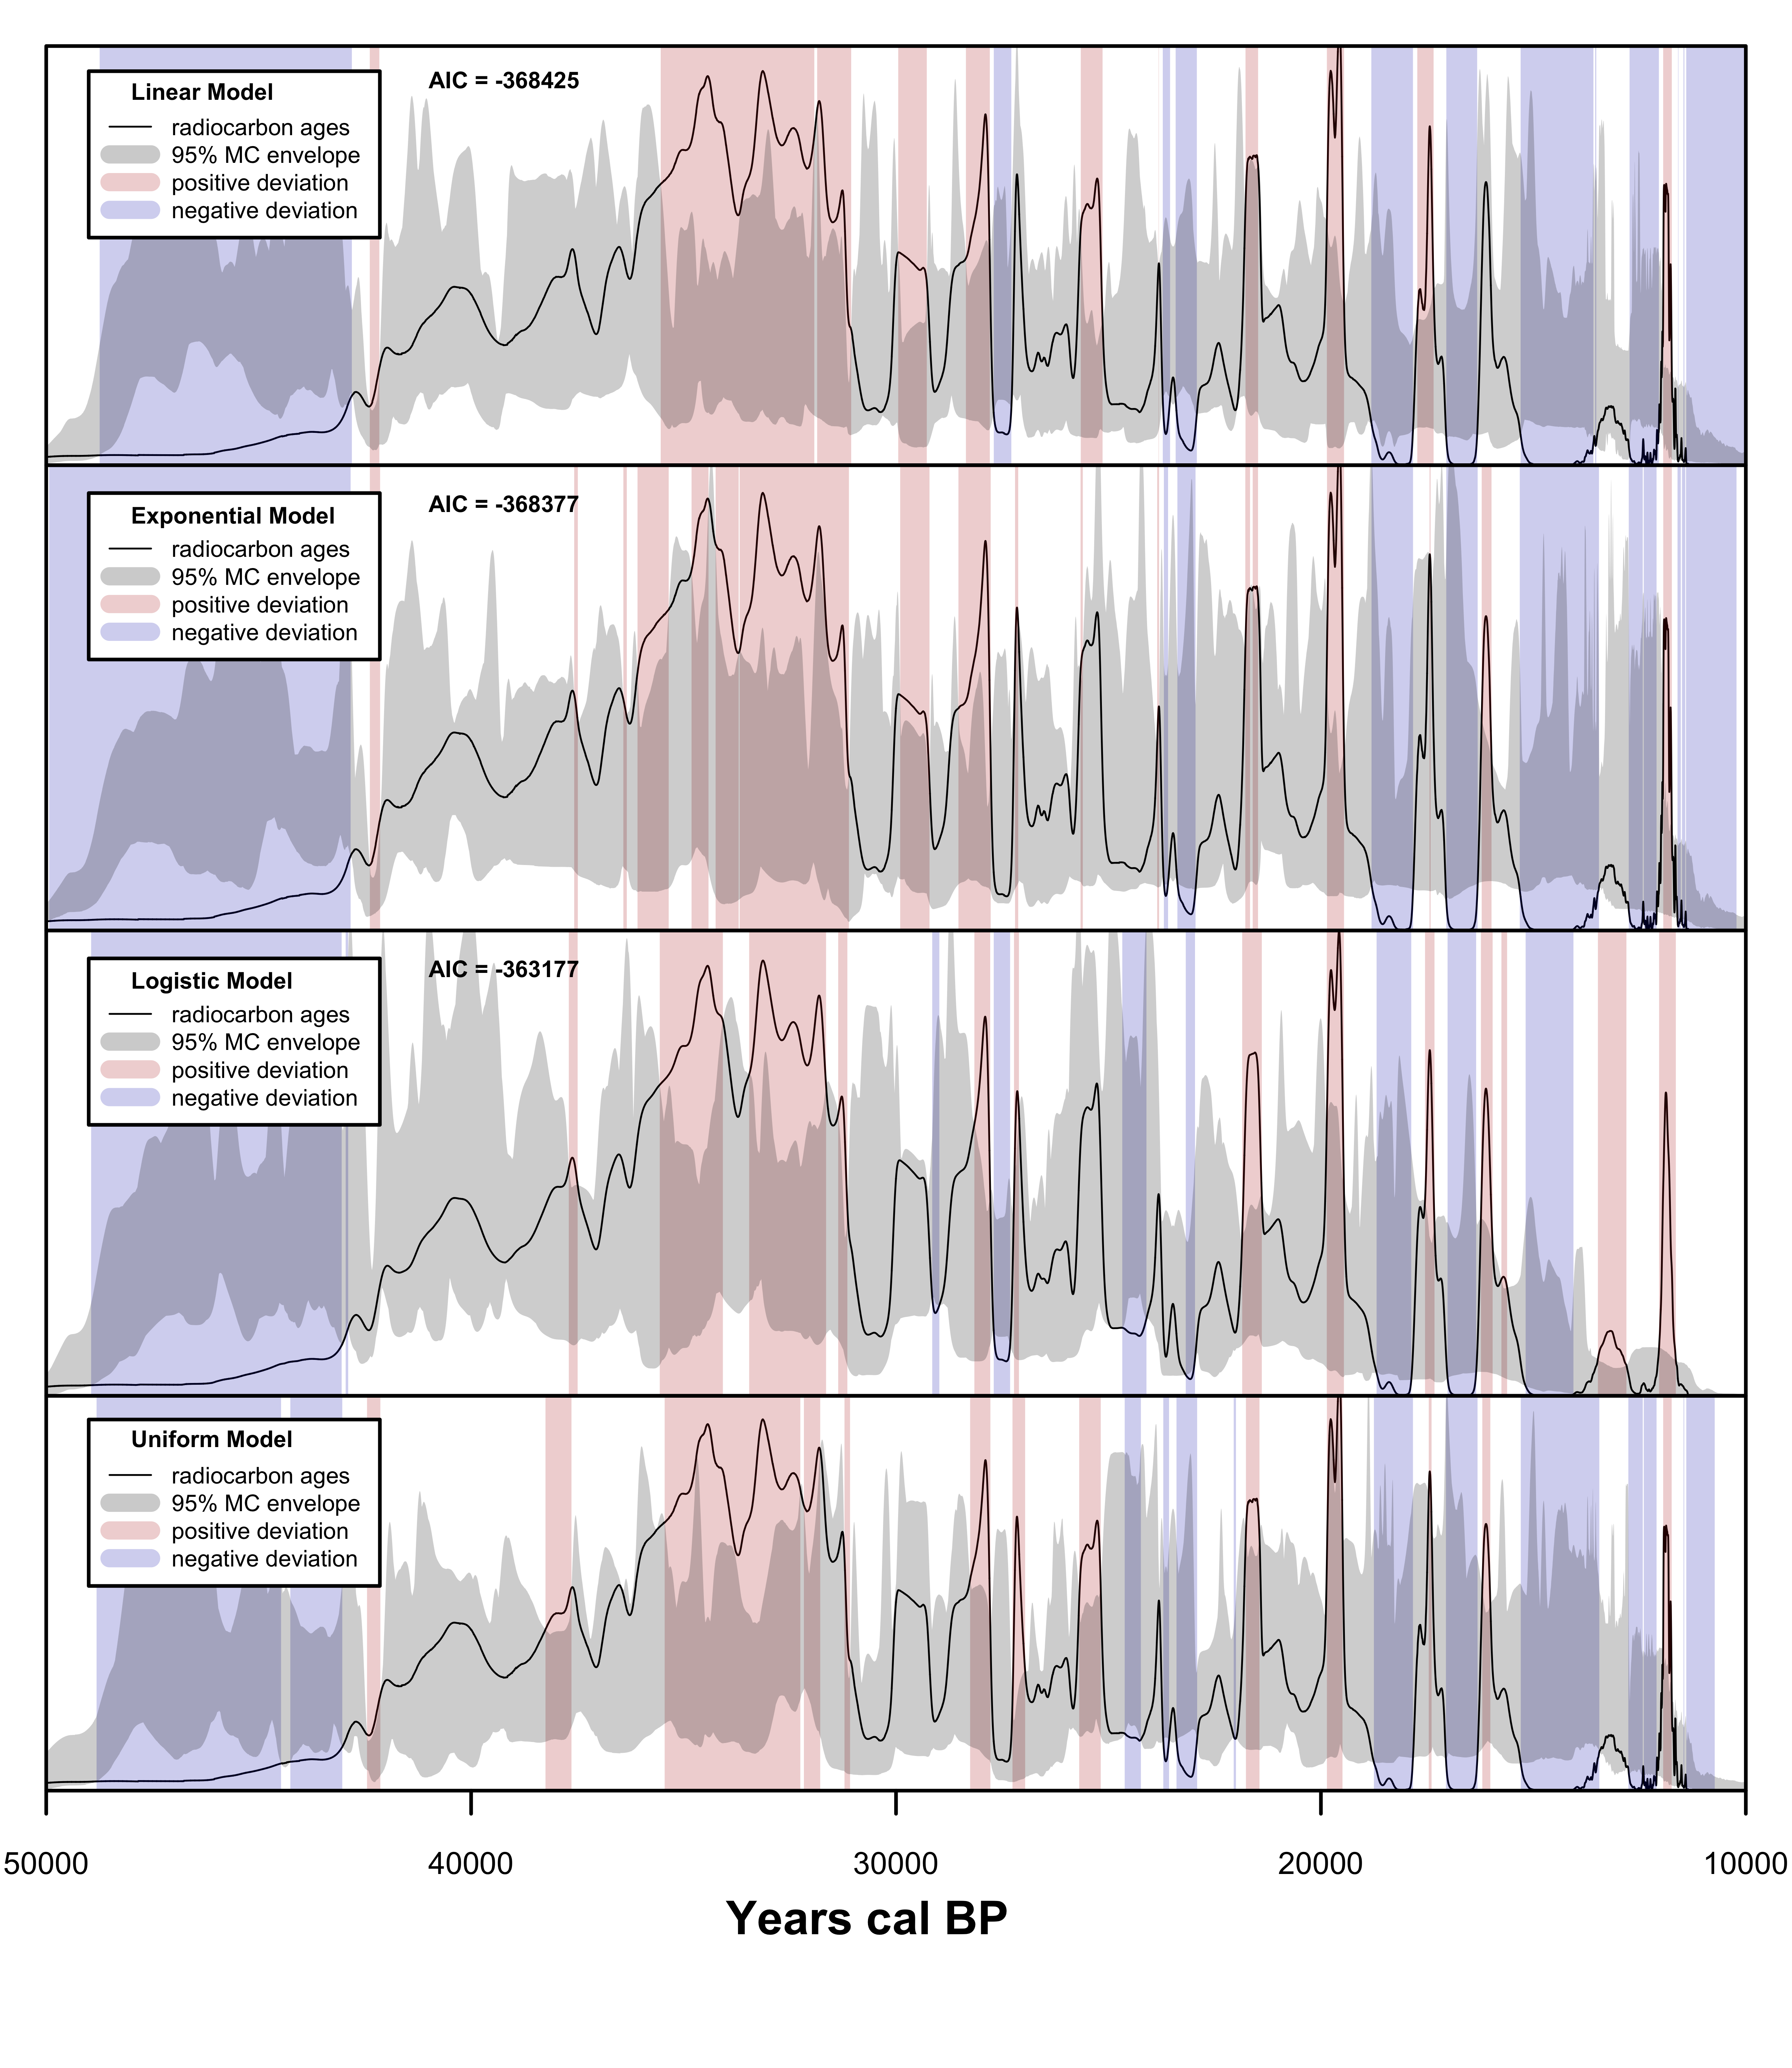 Linear Model
radiocarbon ages
95% MC envelope
positive deviation
negative deviation
AIC = -368425
Exponential Model
radiocarbon ages
95% MC envelope
positive deviation
negative deviation
AIC = -368377
Logistic Model
radiocarbon ages
95% MC envelope
positive deviation
negative deviation
AIC = -363177
Uniform Model
radiocarbon ages
95% MC envelope
positive deviation
negative deviation
50000 40000 30000 20000 10000
Years cal BP